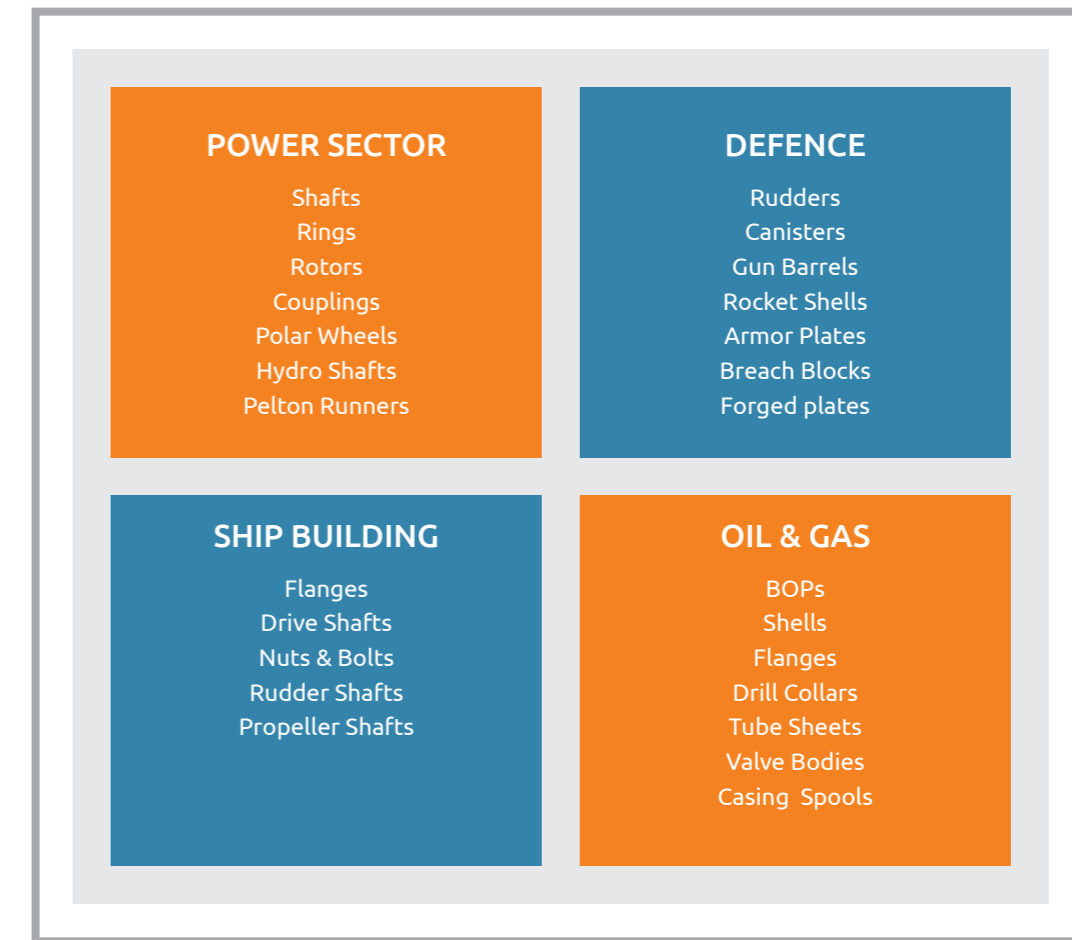 POWER SECTOR
Shafts
Rings
Rotors
Couplings
Polar Wheels
Hydro Shafts
Pelton Runners
DEFENCE
Rudders
Canisters
Gun Barrels
Rocket Shells
Armor Plates
Breach Blocks
Forged plates
SHIP BUILDING
Flanges
Drive Shafts
Nuts & Bolts
Rudder Shafts
Propeller Shafts
OIL & GAS
BOPs
Shells
Flanges
Drill Collars
Tube Sheets
Valve Bodies
Casing  Spools